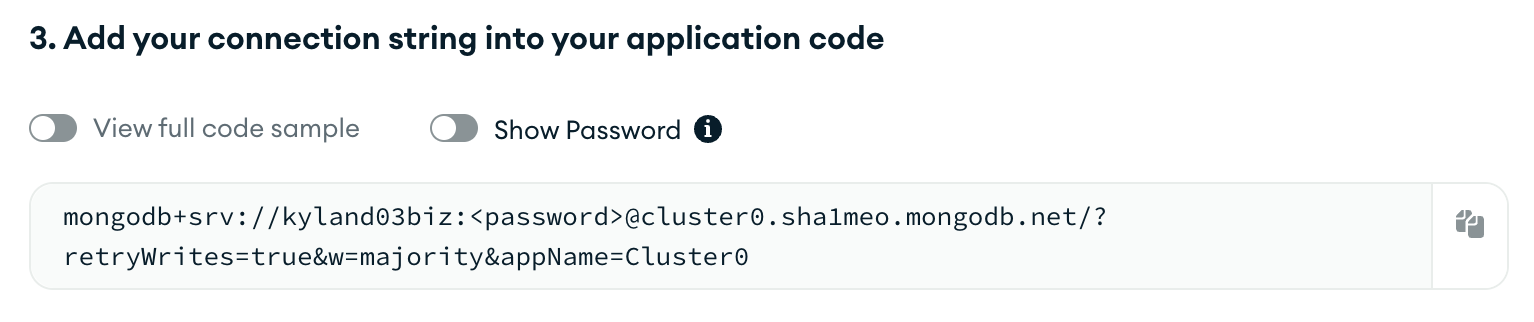 3. Add your connection string into your application code
View full code sample
Show Password
mongodb+srv://kyland03biz:<password>@cluster0.sha1meo.mongodb.net/?
retryWrites=true&w=majority&appName=Cluster0